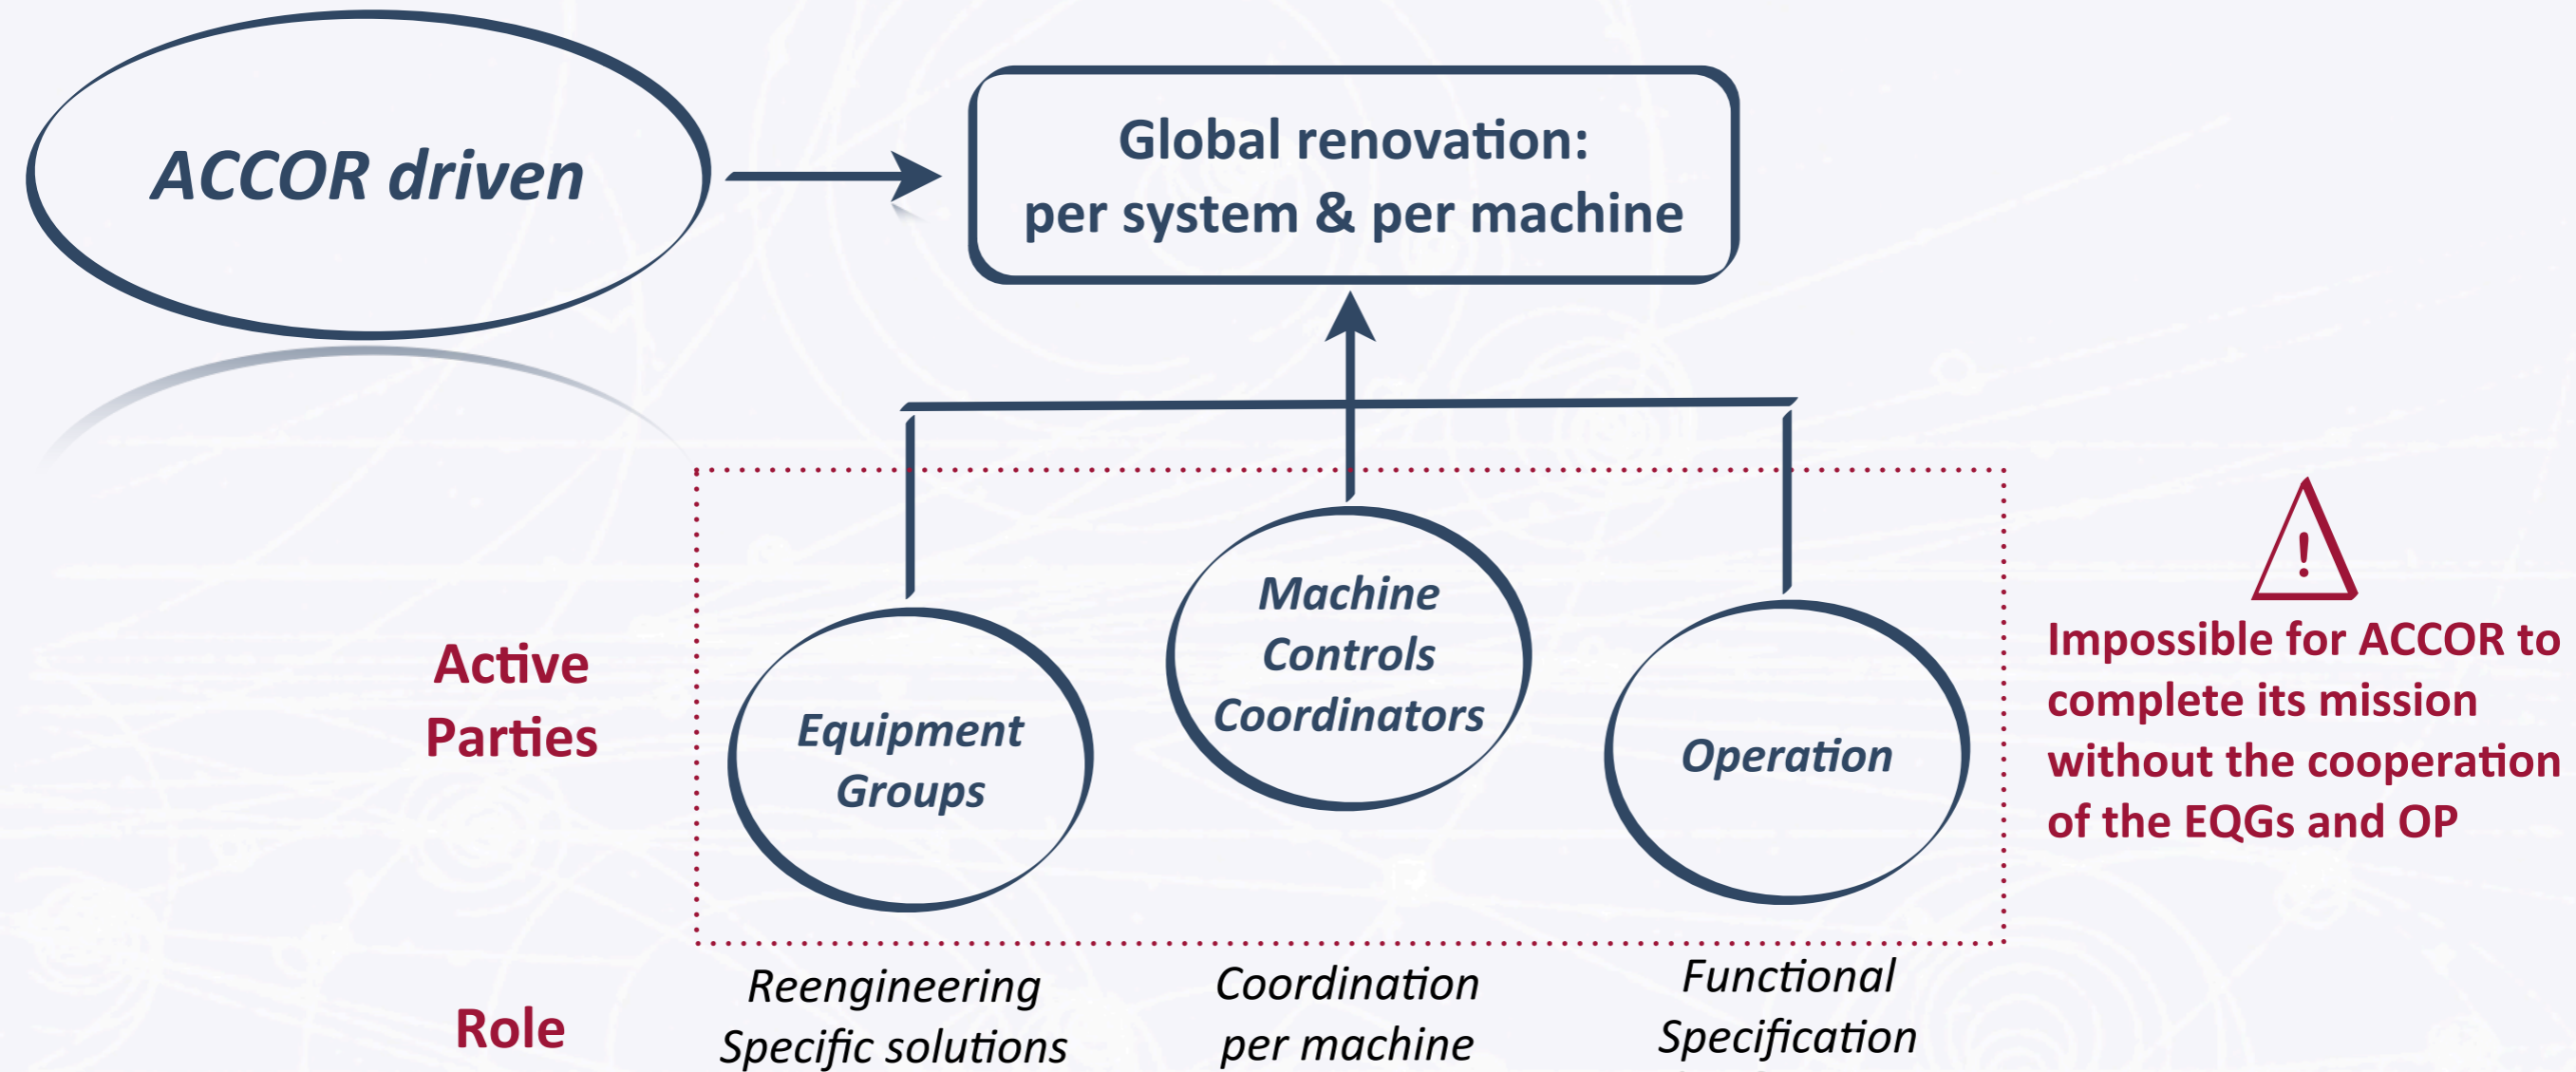 ACCOR driven
Global renovation:
per system & per machine
Active
Parties
Equipment
Groups
Machine
Controls
Coordinators
Operation
!
Impossible for ACCOR to
complete its mission
without the cooperation
of the EQGs and OP
Role
Reengineering
Specific solutions
Coordination
per machine
Functional
Specification